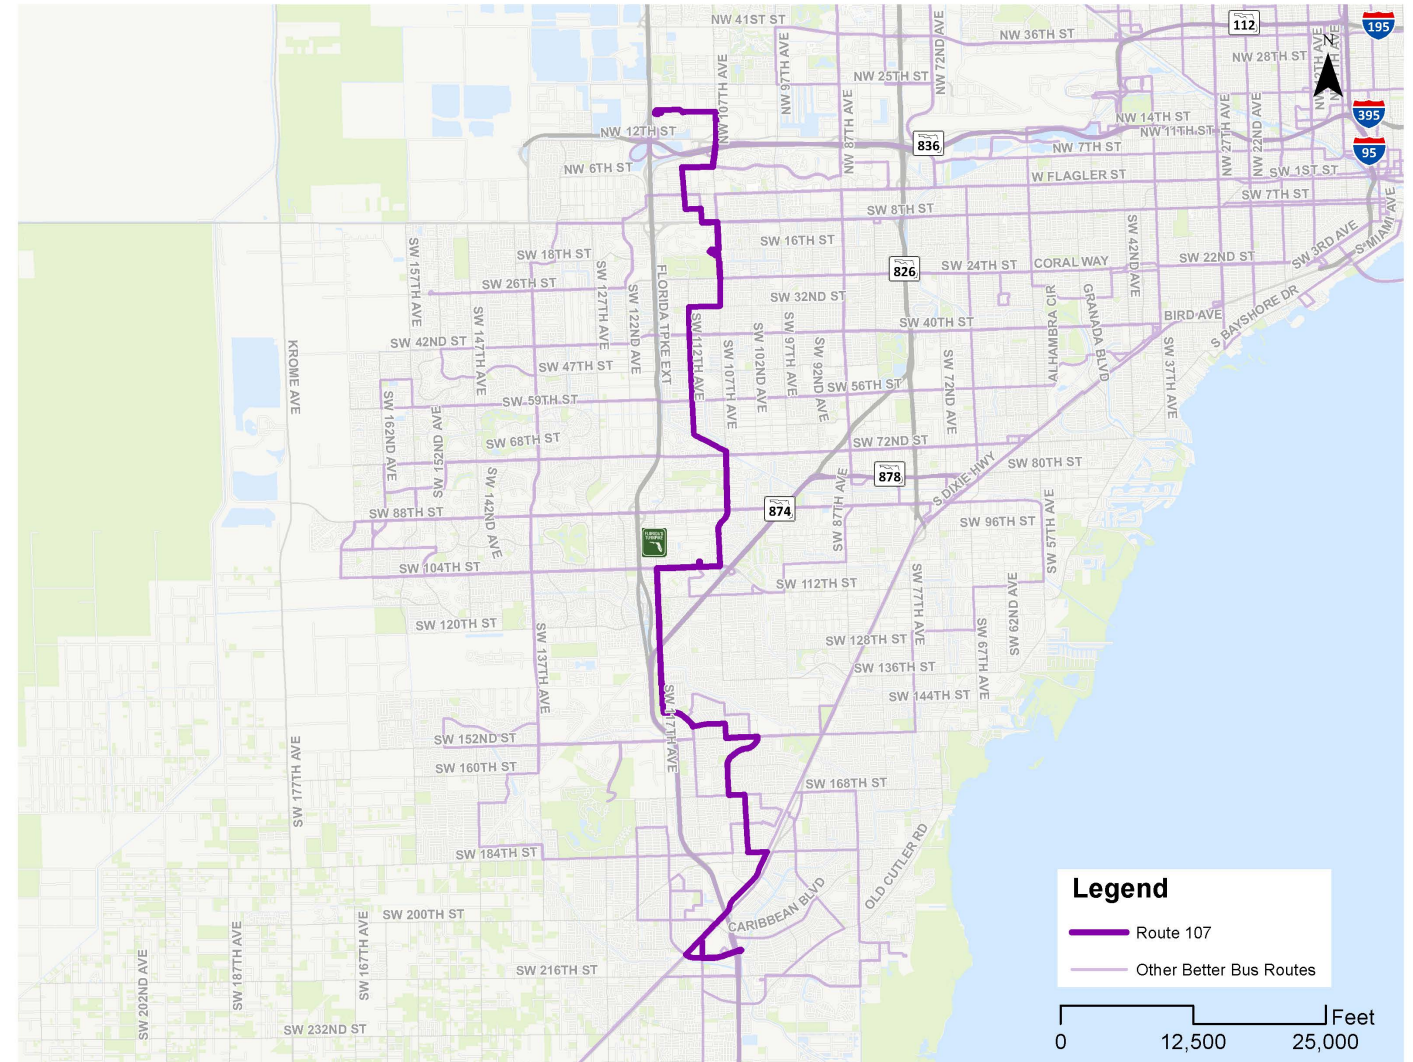 NW 41ST ST
NW 36TH ST
112
195
N
NW 28TH ST
NW 25TH ST
NW 72ND AVE
NW 97TH AVE
NW 107TH AVE
NW 87TH AVE
NW 27TH AVE
NW 22ND AVE
395
NW 14TH ST
NW 11TH ST
NW 12TH ST
836
NW 7TH ST
95
NW 6TH ST
W FLAGLER ST
SW 1ST ST
SW 7TH ST
SW 8TH ST
S MIAMI AVE
SW 3RD AVE
SW 16TH ST
SW 18TH ST
SW 42ND AVE
SW 157TH AVE
SW 127TH AVE
SW 122ND AVE
FLORIDA TPKE EXT
826
SW 24TH ST
CORAL WAY
SW 22ND ST
SW 26TH ST
SW 32ND ST
ALHAMBRA CIR
GRANADA BLVD
S BAYSHORE DR
BIRD AVE
SW 40TH ST
SW 147TH AVE
SW 112TH AVE
SW 107TH AVE
SW 102ND AVE
SW 97TH AVE
SW 92ND AVE
SW 72ND AVE
SW 37TH AVE
KROME AVE
SW 42ND ST
SW 47TH ST
SW 56TH ST
SW 59TH ST
SW 162ND AVE
SW 152ND AVE
SW 68TH ST
SW 72ND ST
SW 80TH ST
S DIXIE HWY
878
SW 142ND AVE
SW 87TH AVE
874
SW 88TH ST
SW 96TH ST
SW 57TH AVE
FLORIDA'S
TURNPIKE
SW 104TH ST
SW 112TH ST
SW 77TH AVE
SW 62ND AVE
SW 67TH AVE
SW 120TH ST
SW 137TH AVE
SW 128TH ST
SW 136TH ST
SW 144TH ST
SW 117TH AVE
SW 152ND ST
SW 177TH AVE
SW 160TH ST
SW 168TH ST
SW 184TH ST
OLD CUTLER RD
CARIBBEAN BLVD
SW 200TH ST
SW 187TH AVE
SW 167TH AVE
SW 202ND AVE
SW 216TH ST
SW 232ND ST
Legend
Route 107
Other Better Bus Routes
Feet
0 12,500 25,000